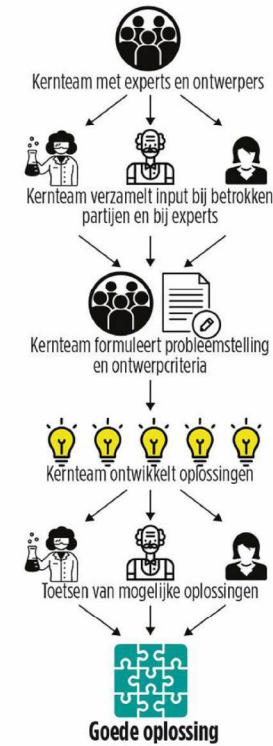 Kernteam met experts en ontwerpers
Kernteam verzamelt input bij betrokken
partijen en bij experts
Kernteam formuleert probleemstelling
en ontwerpcriteria
Kernteam ontwikkelt oplossingen
Toetsen van mogelijke oplossingen
Goede oplossing